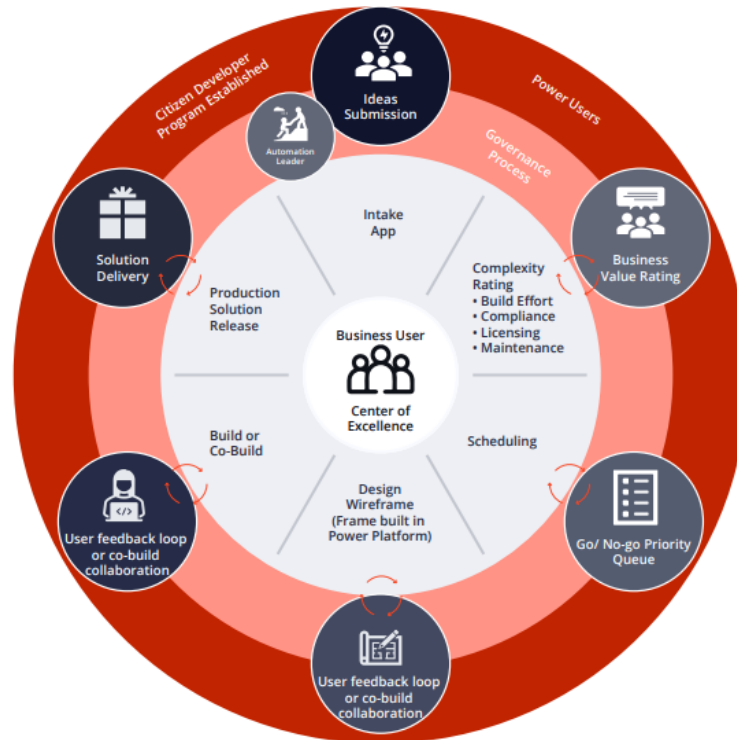 Citizen Developer
Program Established
Power Users
Governance
Process
Ideas
Submission
Automation
Leader
Business
Value Rating
Go/ No-go Priority
Queue
User feedback loop
or co-build
collaboration
User feedback loop
or co-build
collaboration
</>
Solution
Delivery
Intake
App
Complexity
Rating
• Build Effort
• Compliance
• Licensing
• Maintenance
Scheduling
Design
Wireframe
(Frame built in
Power Platform)
Build or
Co-Build
Production
Solution
Release
Business User
Center of
Excellence